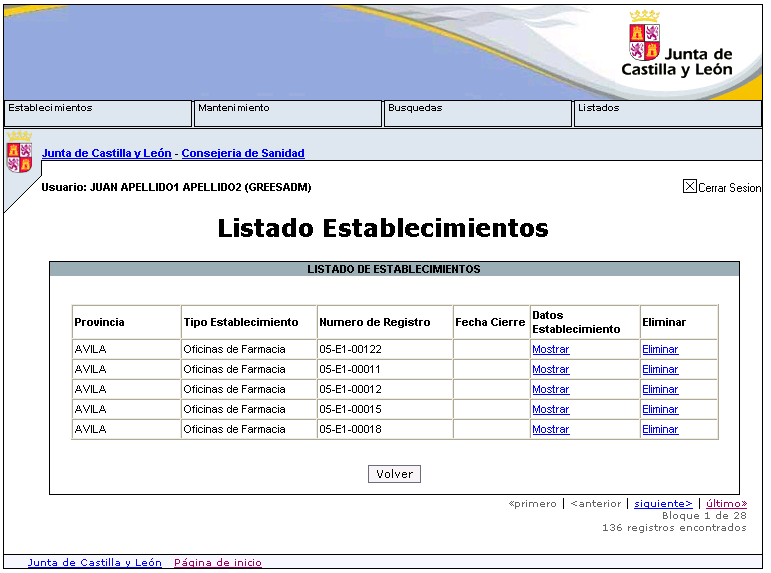 Junta de
Castilla y León
Establecimientos Mantenimiento Busquedas Listados
Junta de Castilla y León - Consejeria de Sanidad
Usuario: JUAN APELLIDO1 APELLIDO2 (GREESADM) Cerrar Sesion
Listado Establecimientos
LISTADO DE ESTABLECIMIENTOS
Provincia Tipo Establecimiento Numero de Registro Fecha Cierre Datos Establecimiento Eliminar
AVILA Oficinas de Farmacia 05-E1-00122 Mostrar Eliminar
AVILA Oficinas de Farmacia 05-E1-00011 Mostrar Eliminar
AVILA Oficinas de Farmacia 05-E1-00012 Mostrar Eliminar
AVILA Oficinas de Farmacia 05-E1-00015 Mostrar Eliminar
AVILA Oficinas de Farmacia 05-E1-00018 Mostrar Eliminar
Volver
«primero | <anterior | siguiente> | último»
Bloque 1 de 28
136 registros encontrados
Junta de Castilla y León Página de inicio